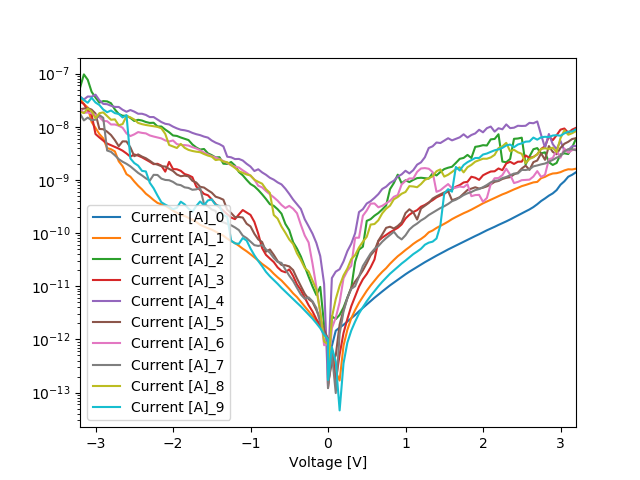 10⁻⁷
10⁻⁸
10⁻⁹
10⁻¹⁰
10⁻¹¹
10⁻¹²
10⁻¹³
Current [A]_0
Current [A]_1
Current [A]_2
Current [A]_3
Current [A]_4
Current [A]_5
Current [A]_6
Current [A]_7
Current [A]_8
Current [A]_9
−3 −2 −1 0 1 2 3
Voltage [V]